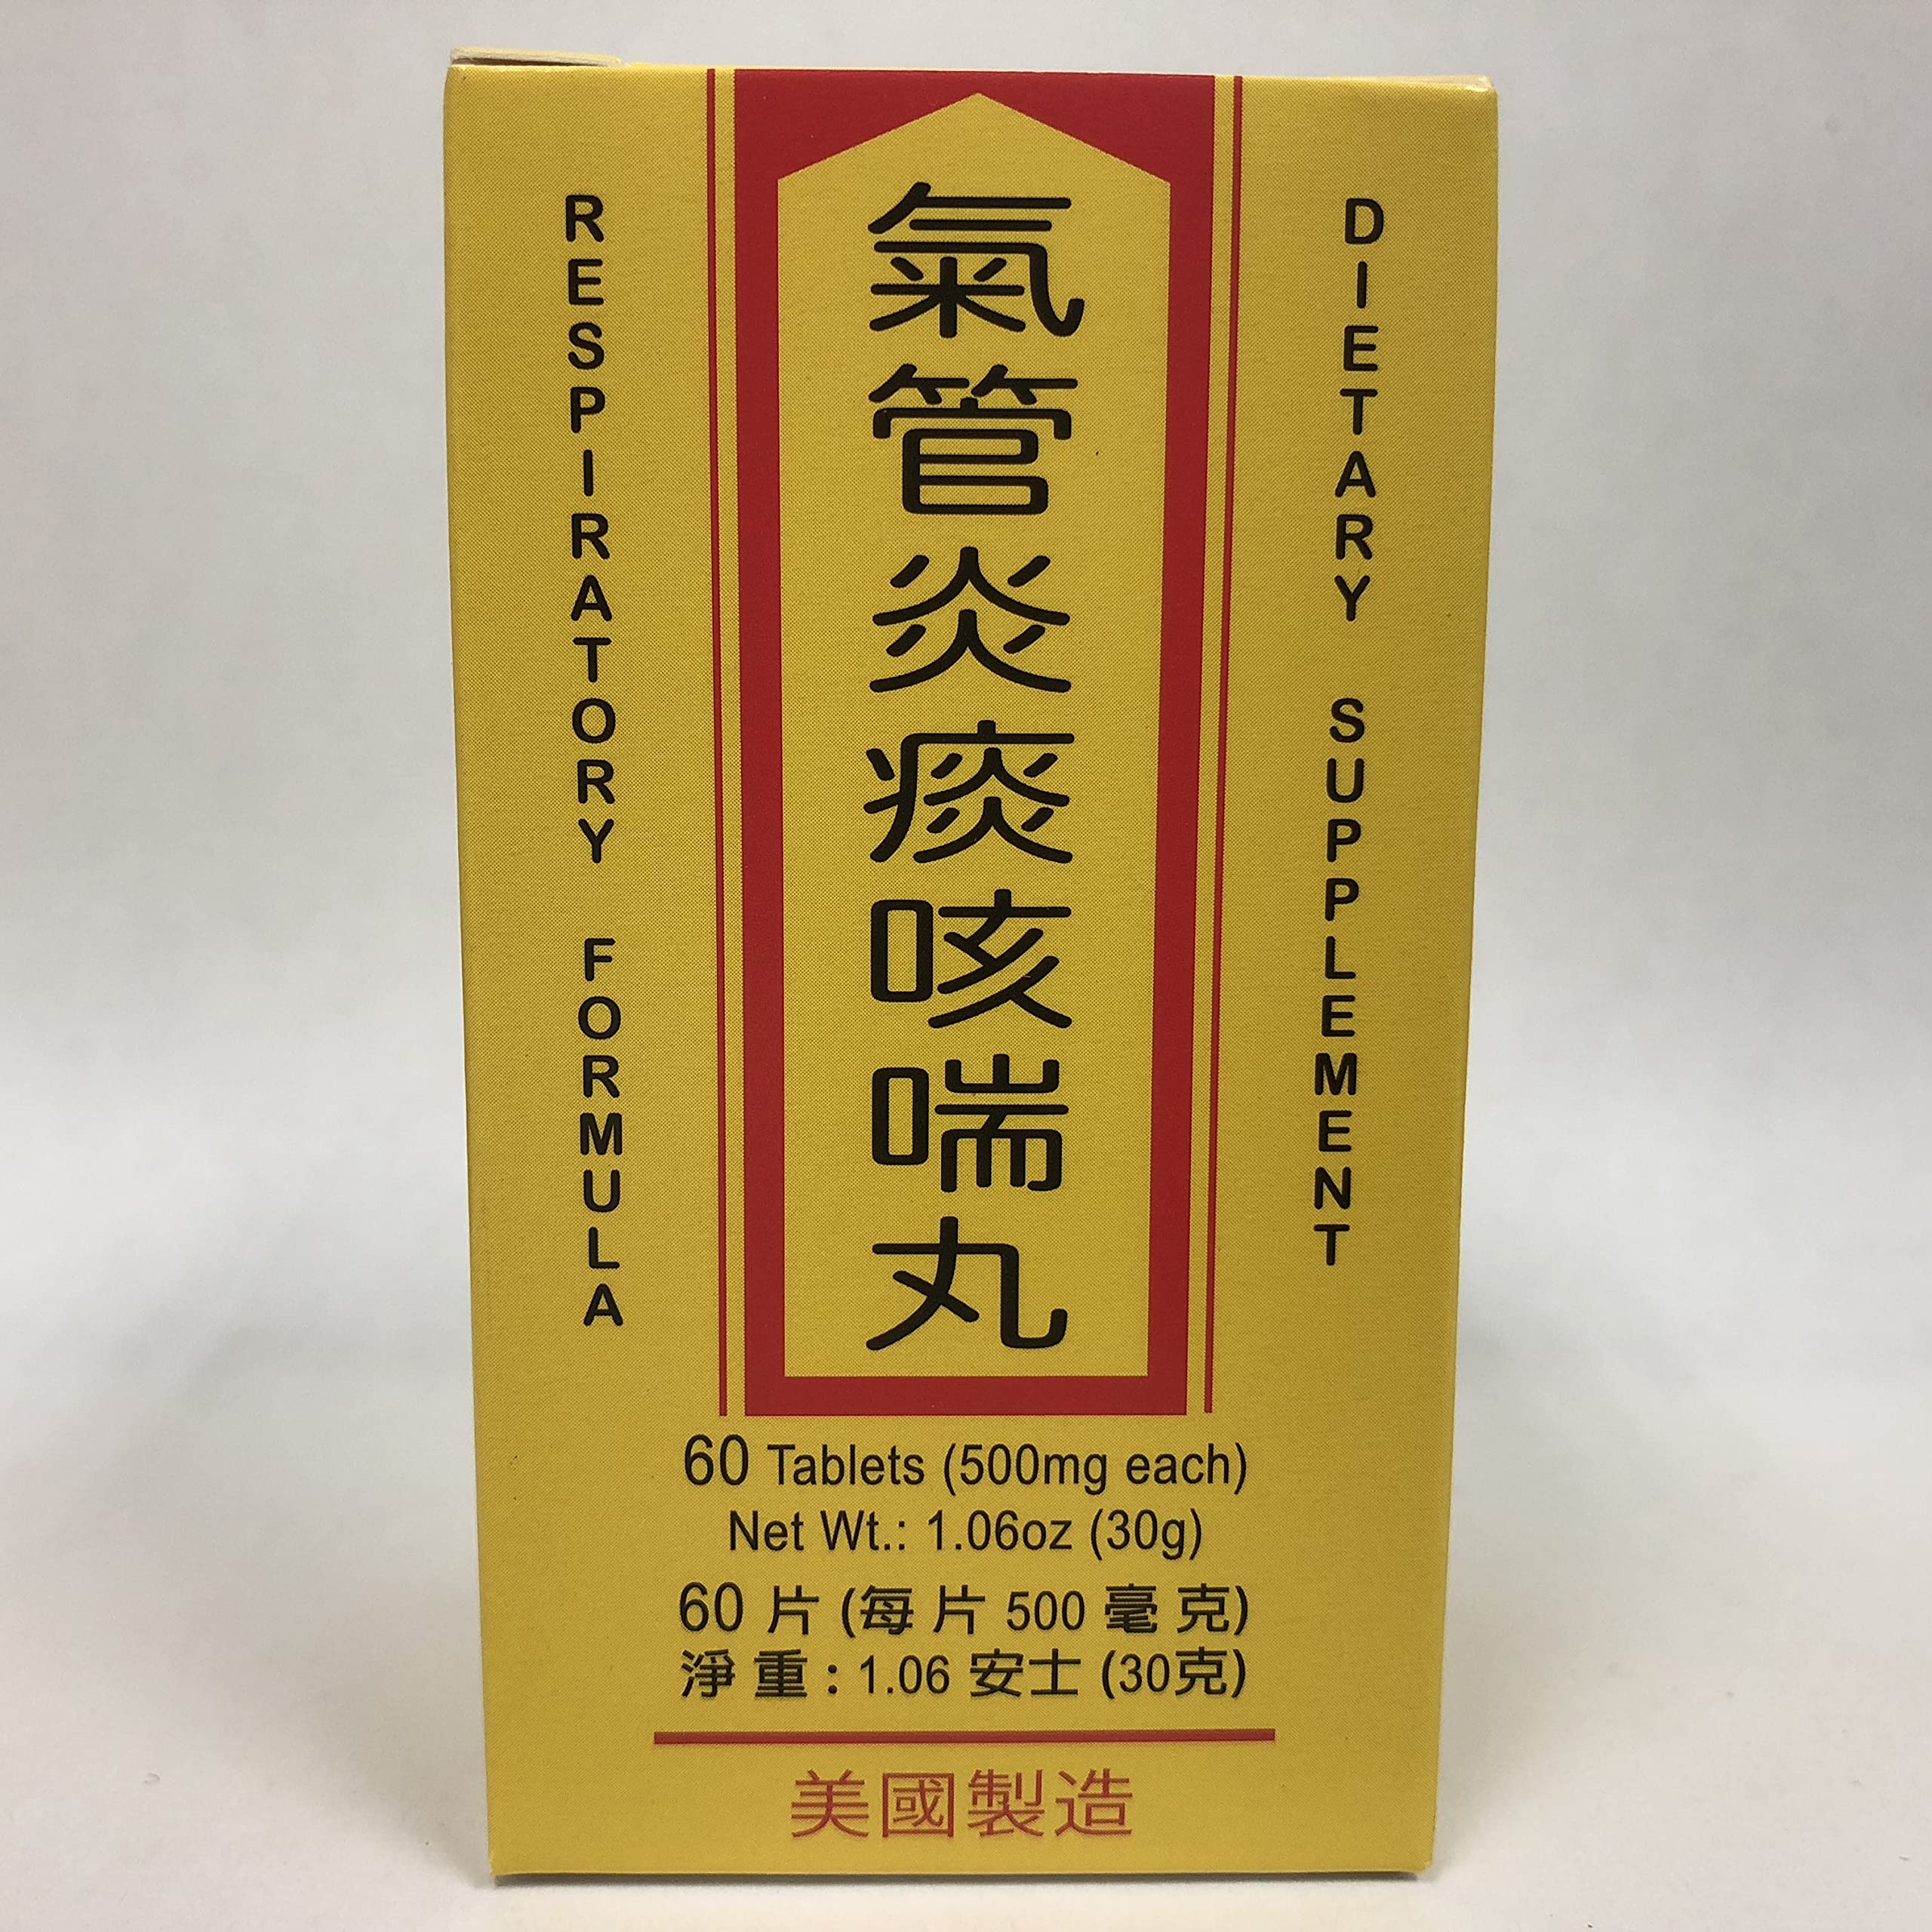 RESPIRATORY FORMULA
氣管炎痰咳喘丸
DIETARY SUPPLEMENT
60 Tablets (500mg each)
Net Wt.: 1.06oz (30g)
60 片 (每 片 500 毫 克)
淨 重 : 1.06 安士 (30克)
美國製造